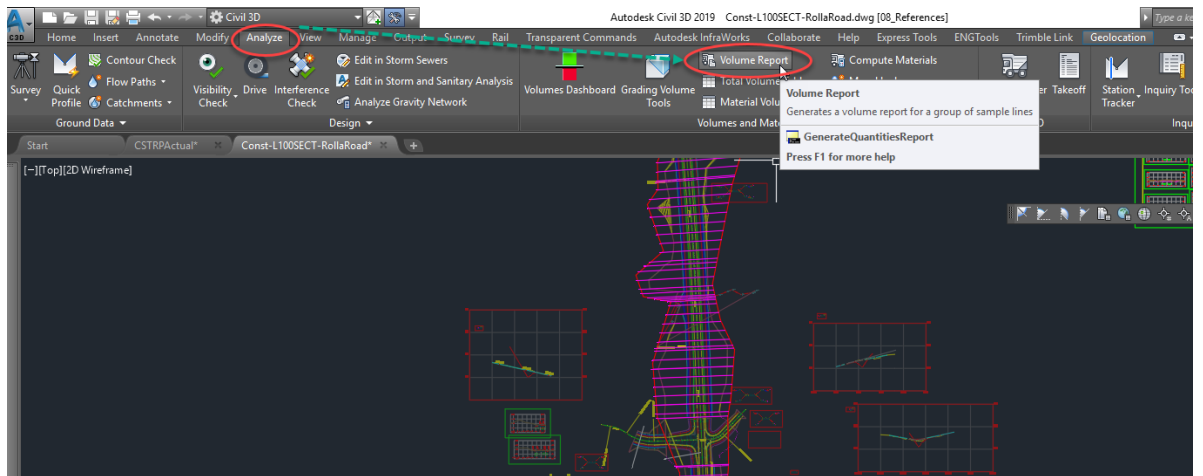 C3D
Civil 3D
Autodesk Civil 3D 2019 Const-L100SECT-RollaRoad.dwg [08_References]
Type a ke
Home Insert Annotate Modify Analyze View Manage Output Survey Rail Transparent Commands Autodesk InfraWorks Collaborate Help Express Tools ENGTools Trimble Link Geolocation
Survey
Quick Profile
Contour Check
Flow Paths
Catchments
Ground Data
Visibility Check
Drive
Interference Check
Edit in Storm Sewers
Edit in Storm and Sanitary Analysis
Analyze Gravity Network
Design
Volumes Dashboard
Grading Volume Tools
Volume Report
Total Volume
Material Volu
Compute Materials
Volumes and Mate
Takeoff
Station Tracker
Inquiry Too
Inqu
Volume Report
Generates a volume report for a group of sample lines
GenerateQuantitiesReport
Press F1 for more help
Start CSTRPActual* Const-L100SECT-RollaRoad*
[−][Top][2D Wireframe]